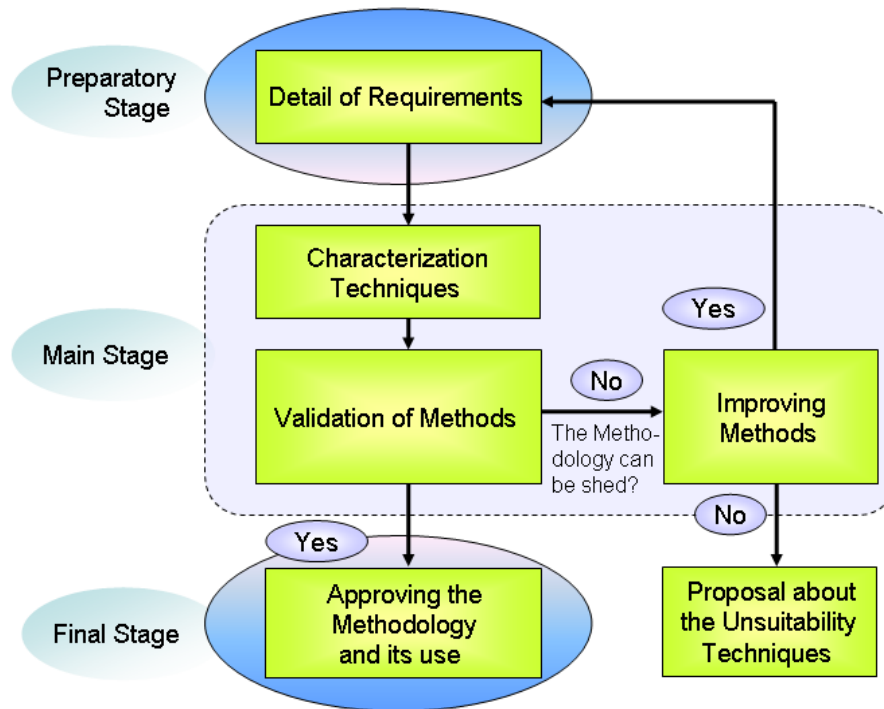 Preparatory
Stage
Detail of Requirements
Characterization
Techniques
Yes
Main Stage
Validation of Methods
No
The Metho-
dology can
be shed?
Improving
Methods
No
Yes
Final Stage
Approving the
Methodology
and its use
Proposal about
the Unsuitability
Techniques